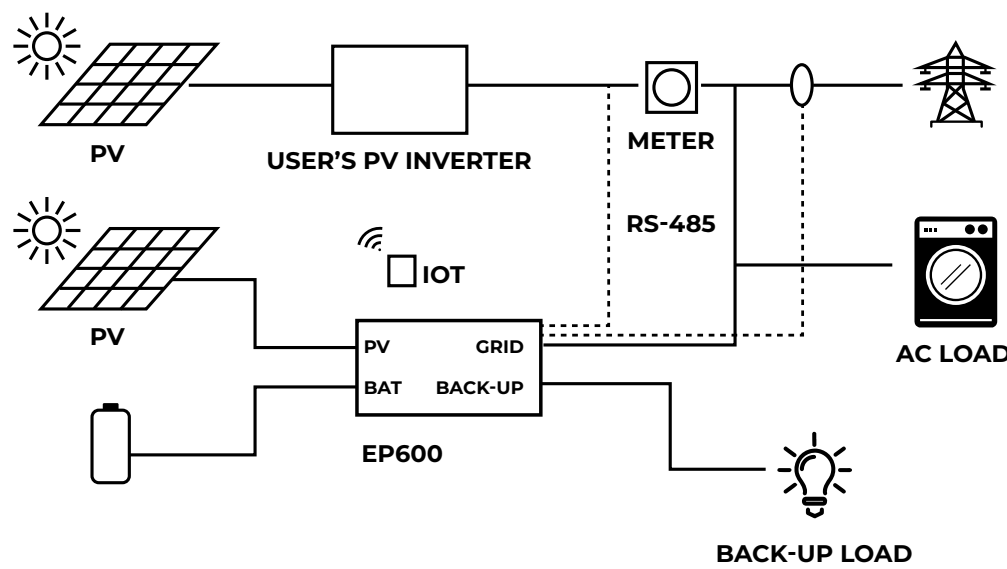 PV
USER’S PV INVERTER
METER
RS-485
IOT
PV
PV
GRID
AC LOAD
BAT
BACK-UP
EP600
BACK-UP LOAD